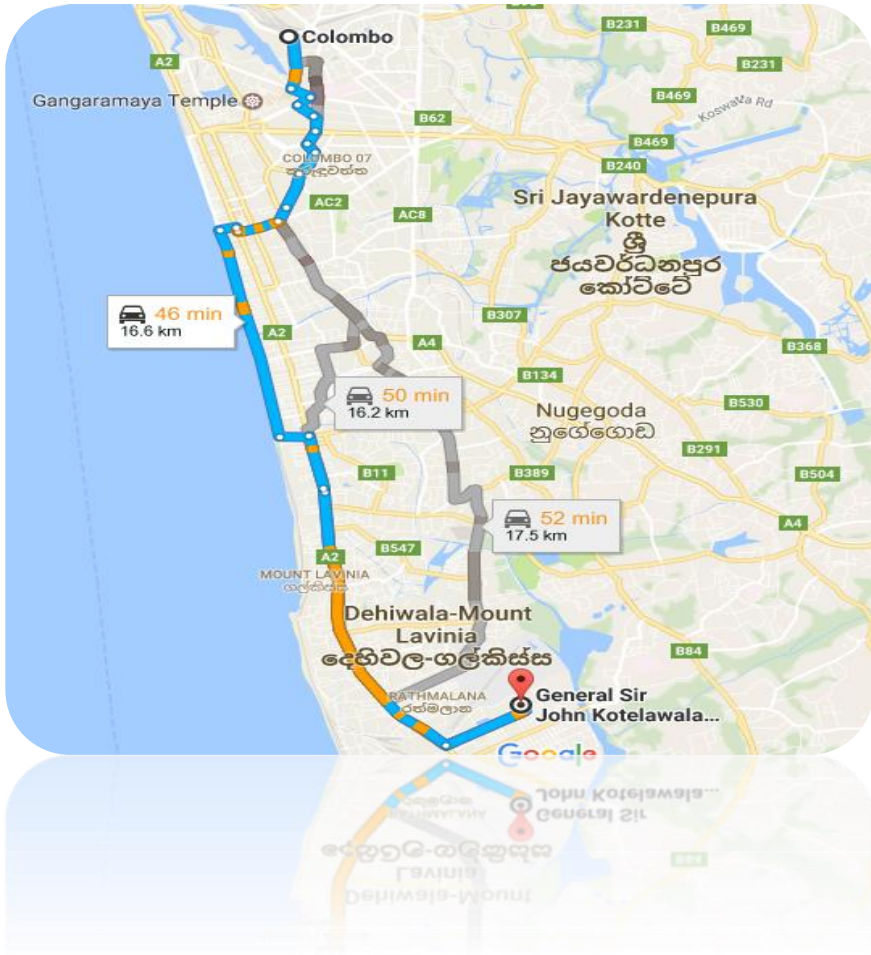 B231
B469
Colombo
A2
B231
Gangaramaya Temple
B469
Koswatta Rd
B62
B469
COLOMBO 07
B240
AC2
Sri Jayawardenepura
Kotte
ශ්‍රී
ජයවර්ධනපුර
කෝට්ටේ
AC8
46 min
16.6 km
A2
B307
A4
B368
B134
50 min
16.2 km
Nugegoda
නුගේගොඩ
B530
B291
B11
B389
B504
52 min
17.5 km
A4
A2
B547
MOUNT LAVINIA
ගල්කිස්ස
Dehiwala-Mount
Lavinia
දෙහිවල-ගල්කිස්ස
B84
RATHMALANA
රත්මලාන
General Sir
John Kotelawala...
Google